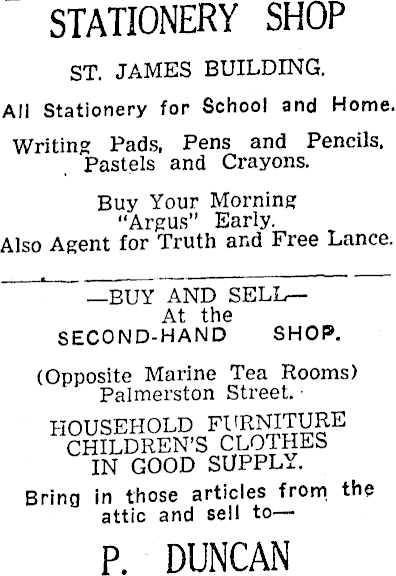 STATIONERY SHOP
ST. JAMES BUILDING.
All Stationery for School and Home.
Writing Pads, Pens and Pencils,
Pastels and Crayons.
Buy Your Morning
"Argus" Early.
Also Agent for Truth and Free Lance.
—BUY AND SELL—
At the
SECOND-HAND SHOP.
(Opposite Marine Tea Rooms)
Palmerston Street.
HOUSEHOLD FURNITURE
CHILDREN'S CLOTHES
IN GOOD SUPPLY.
Bring in those articles from the
attic and sell to—
P. DUNCAN